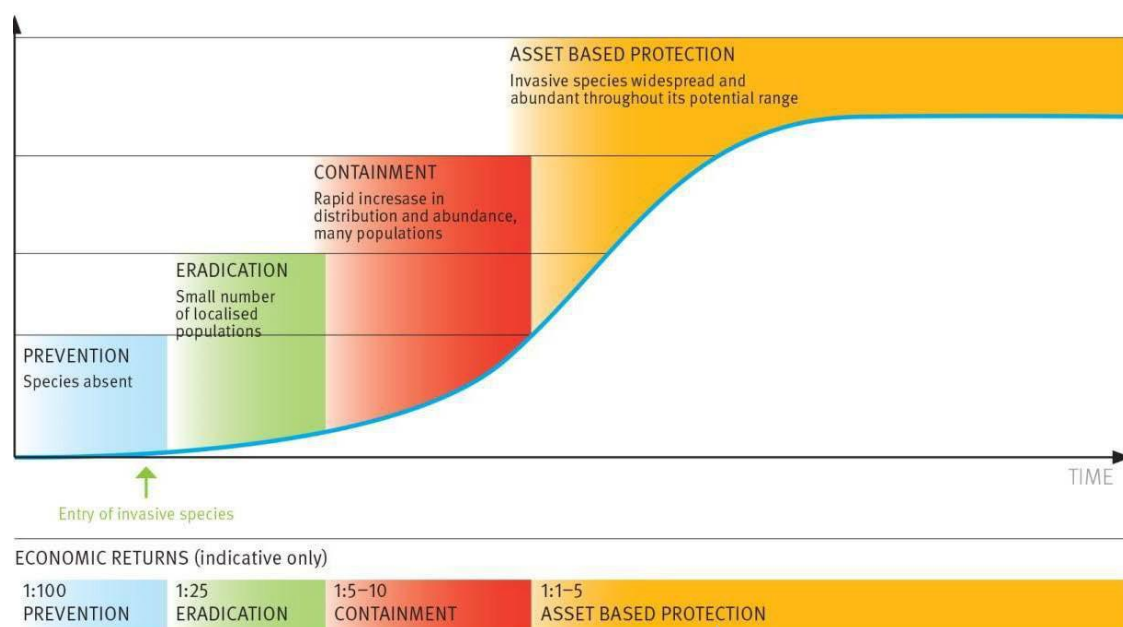 ASSET BASED PROTECTION
Invasive species widespread and
abundant throughout its potential range
CONTAINMENT
Rapid incresase in
distribution and abundance,
many populations
ERADICATION
Small number
of localised
populations
PREVENTION
Species absent
TIME
Entry of invasive species
ECONOMIC RETURNS (indicative only)
1:100
PREVENTION
1:25
ERADICATION
1:5–10
CONTAINMENT
1:1–5
ASSET BASED PROTECTION